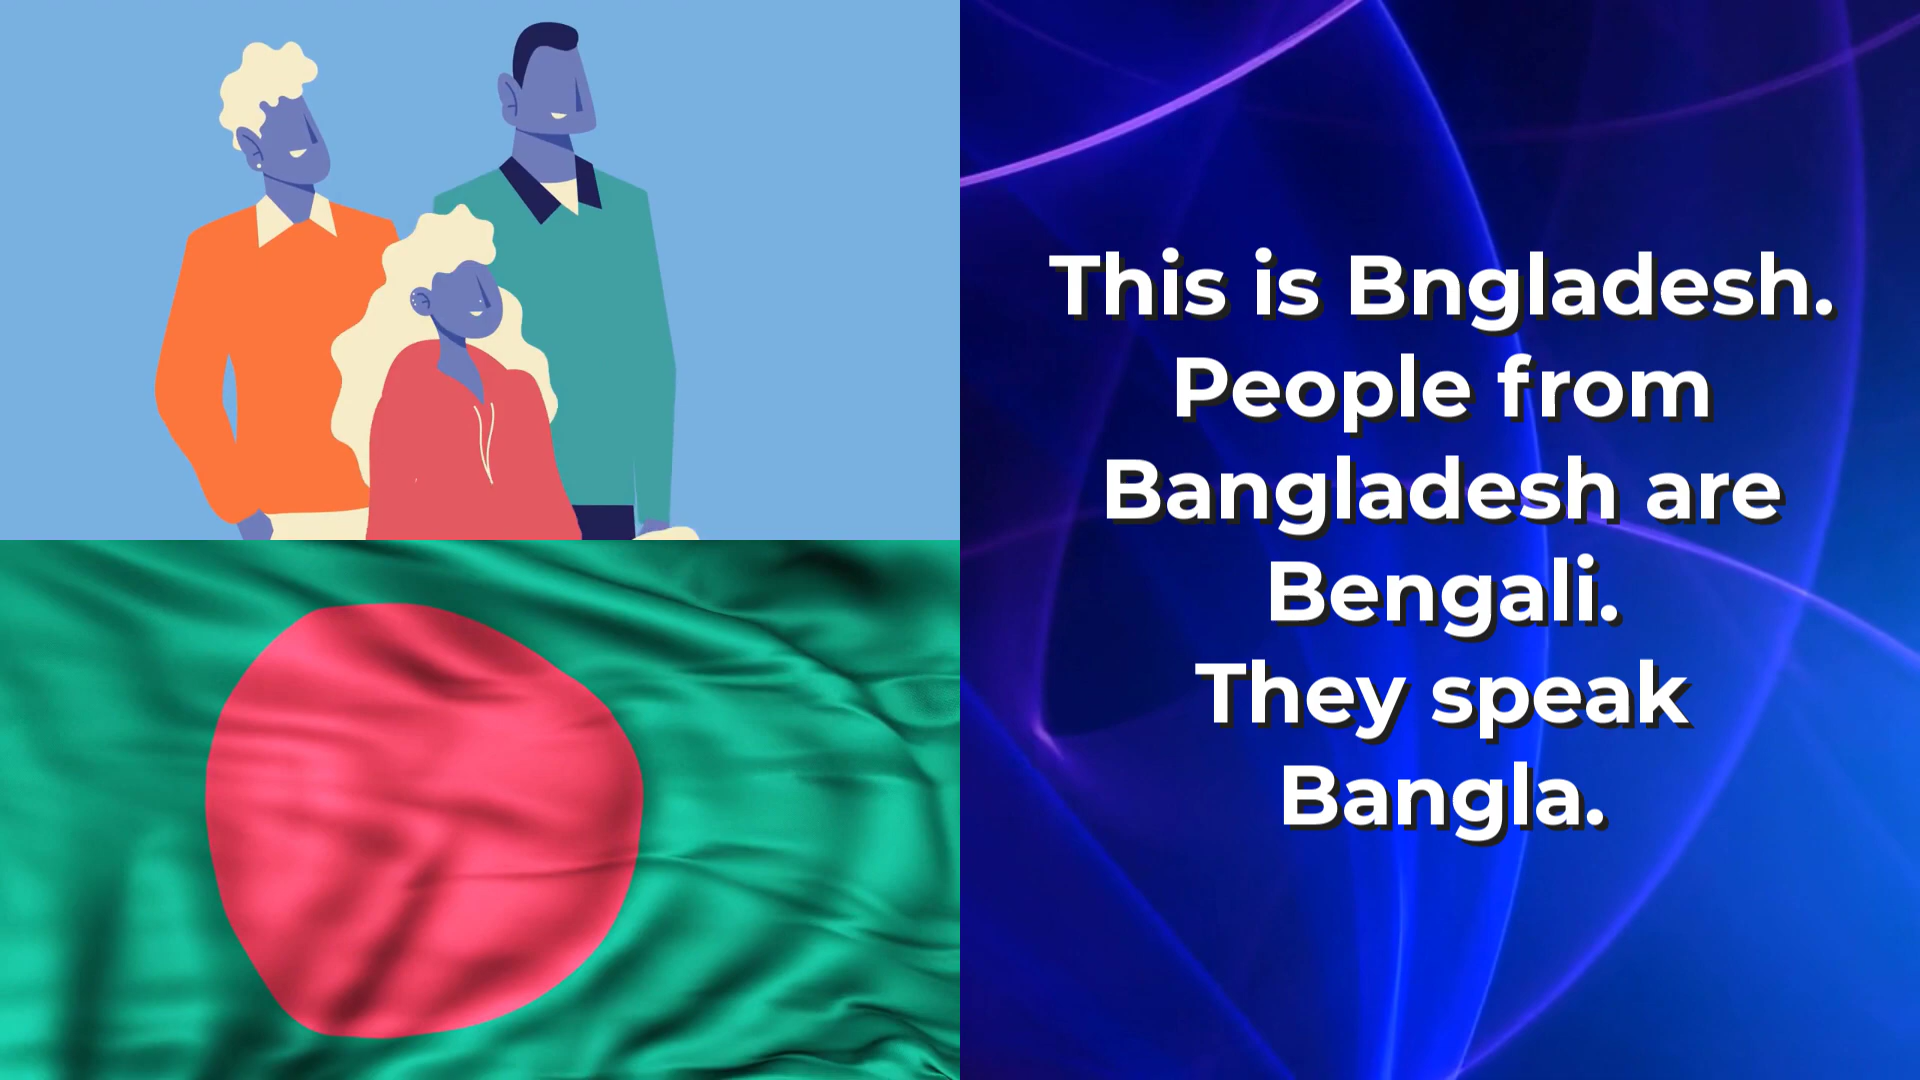 This is Bngladesh.
People from
Bangladesh are
Bengali.
They speak
Bangla.